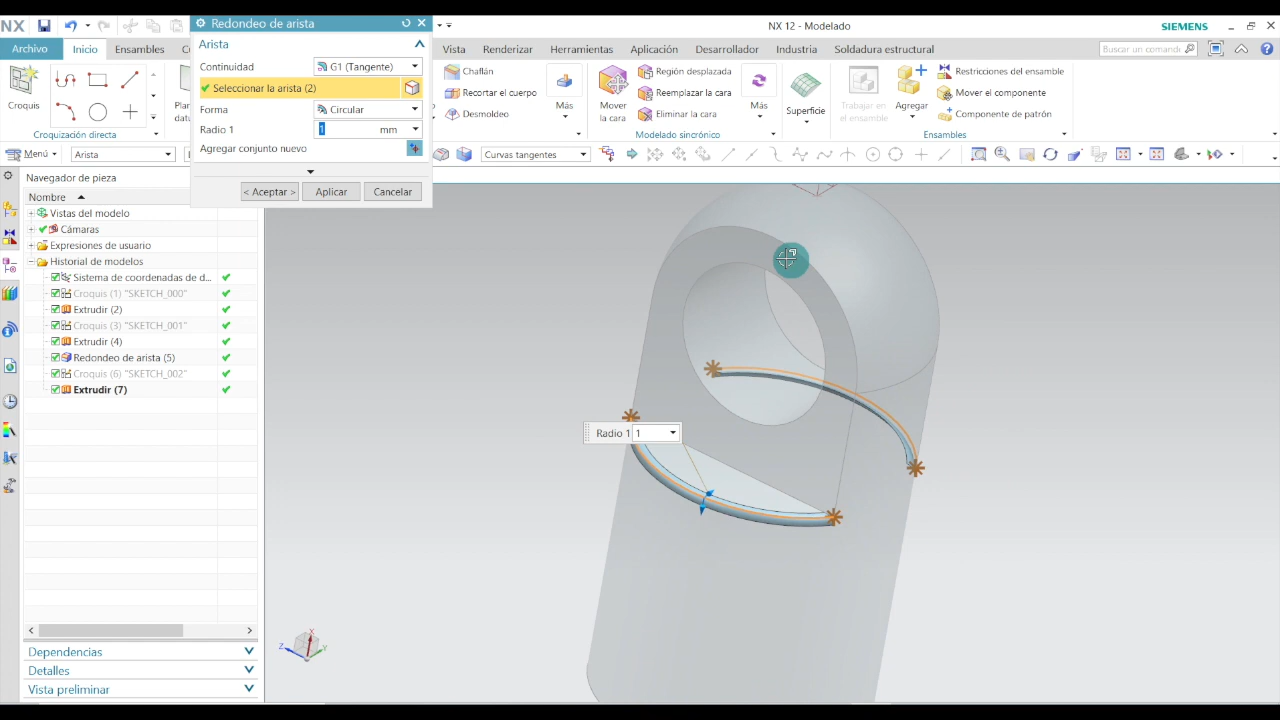 NX
Redondeo de arista
NX 12 - Modelado
SIEMENS
Archivo
Inicio
Ensambles
Vista
Renderizar
Herramientas
Aplicación
Desarrollador
Industria
Soldadura estructural
Buscar un comand
Arista
Continuidad
G1 (Tangente)
Seleccionar la arista (2)
Forma
Circular
Radio 1
1
mm
Agregar conjunto nuevo
< Aceptar >
Aplicar
Cancelar
Croquis
Croquización directa
Chaflán
Recortar el cuerpo
Desmoldeo
Más
Mover
la cara
Región desplazada
Reemplazar la cara
Eliminar la cara
Más
Modelado sincrónico
Superficie
Trabajar en
el ensamble
Agregar
Restricciones del ensamble
Mover el componente
Patrón de componente
Ensambles
Menú
Arista
Curvas tangentes
Navegador de pieza
Nombre
Vistas del modelo
Cámaras
Expresiones de usuario
Historial de modelos
Sistema de coordenadas de d...
Croquis (1) "SKETCH_000"
Extrudir (2)
Croquis (3) "SKETCH_001"
Extrudir (4)
Redondeo de arista (5)
Croquis (6) "SKETCH_002"
Extrudir (7)
Radio 1
1
X
Y
Z
Dependencias
Detalles
Vista preliminar